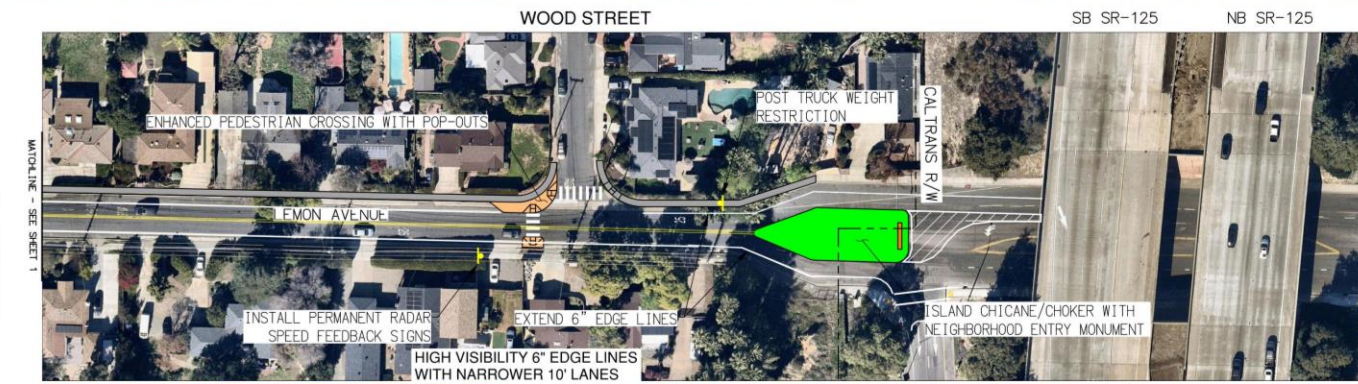 WOOD STREET
SB SR-125
NB SR-125
ENHANCED PEDESTRIAN CROSSING WITH POP-OUTS
POST TRUCK WEIGHT
RESTRICTION
CALTRANS R/W
MATCHLINE - SEE SHEET 1
LEMON AVENUE
INSTALL PERMANENT RADAR
SPEED FEEDBACK SIGNS
EXTEND 6" EDGE LINES
ISLAND CHICANE/CHOKER WITH
NEIGHBORHOOD ENTRY MONUMENT
HIGH VISIBILITY 6" EDGE LINES
WITH NARROWER 10' LANES